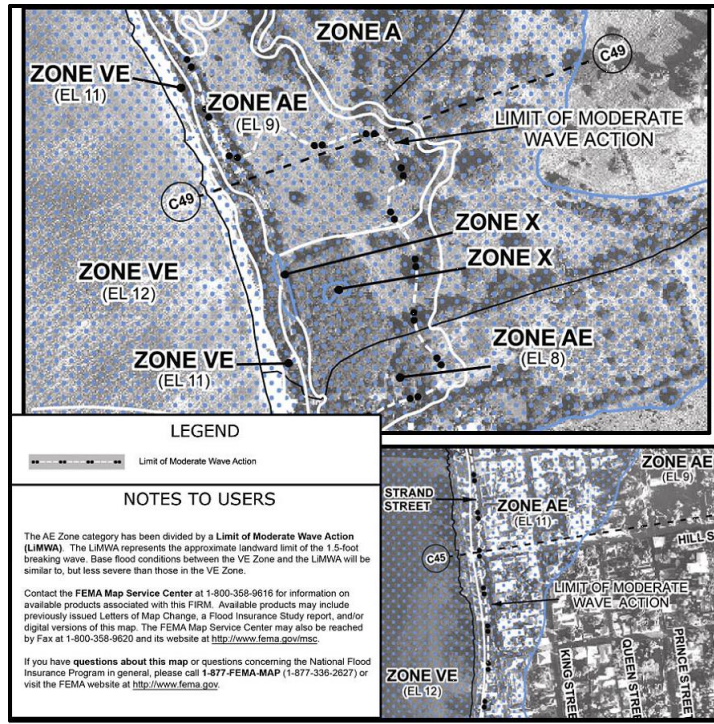 ZONE A
C49
ZONE VE
(EL 11)
ZONE AE
(EL 9)
LIMIT OF MODERATE
WAVE ACTION
C49
ZONE X
ZONE X
ZONE VE
(EL 12)
ZONE AE
(EL 8)
ZONE VE
(EL 11)
LEGEND
Limit of Moderate Wave Action
NOTES TO USERS
The AE Zone category has been divided by a Limit of Moderate Wave Action
(LiMWA). The LiMWA represents the approximate landward limit of the 1.5-foot
breaking wave. Base flood conditions between the VE Zone and the LiMWA will be
similar to, but less severe than those in the VE Zone.
Contact the FEMA Map Service Center at 1-800-358-9616 for information on
available products associated with this FIRM. Available products may include
previously issued Letters of Map Change, a Flood Insurance Study report, and/or
digital versions of this map. The FEMA Map Service Center may also be reached
by Fax at 1-800-358-9620 and its website at http://www.fema.gov/msc.
If you have questions about this map or questions concerning the National Flood
Insurance Program in general, please call 1-877-FEMA-MAP (1-877-336-2627) or
visit the FEMA website at http://www.fema.gov.
ZONE AE
(EL 9)
STRAND
STREET
ZONE AE
(EL 11)
HILL S
C45
LIMIT OF MODERATE
WAVE ACTION
ZONE VE
(EL 12)
KING STREET
QUEEN STREET
PRINCE STREET